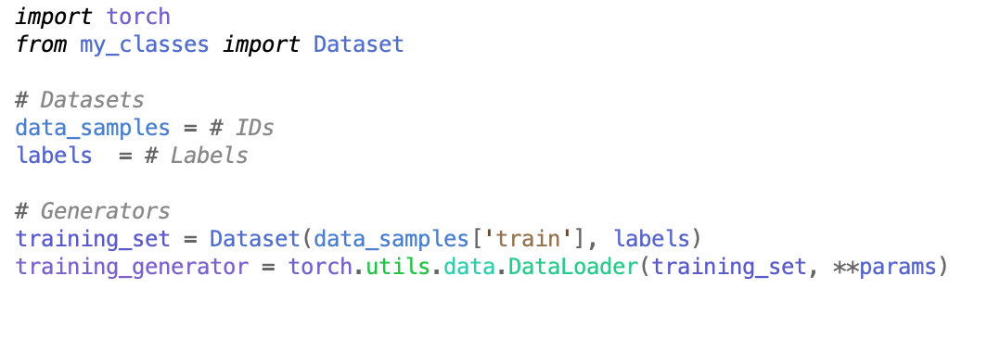 import torch
from my_classes import Dataset
# Datasets
data_samples = # IDs
labels  = # Labels
# Generators
training_set = Dataset(data_samples['train'], labels)
training_generator = torch.utils.data.DataLoader(training_set, **params)